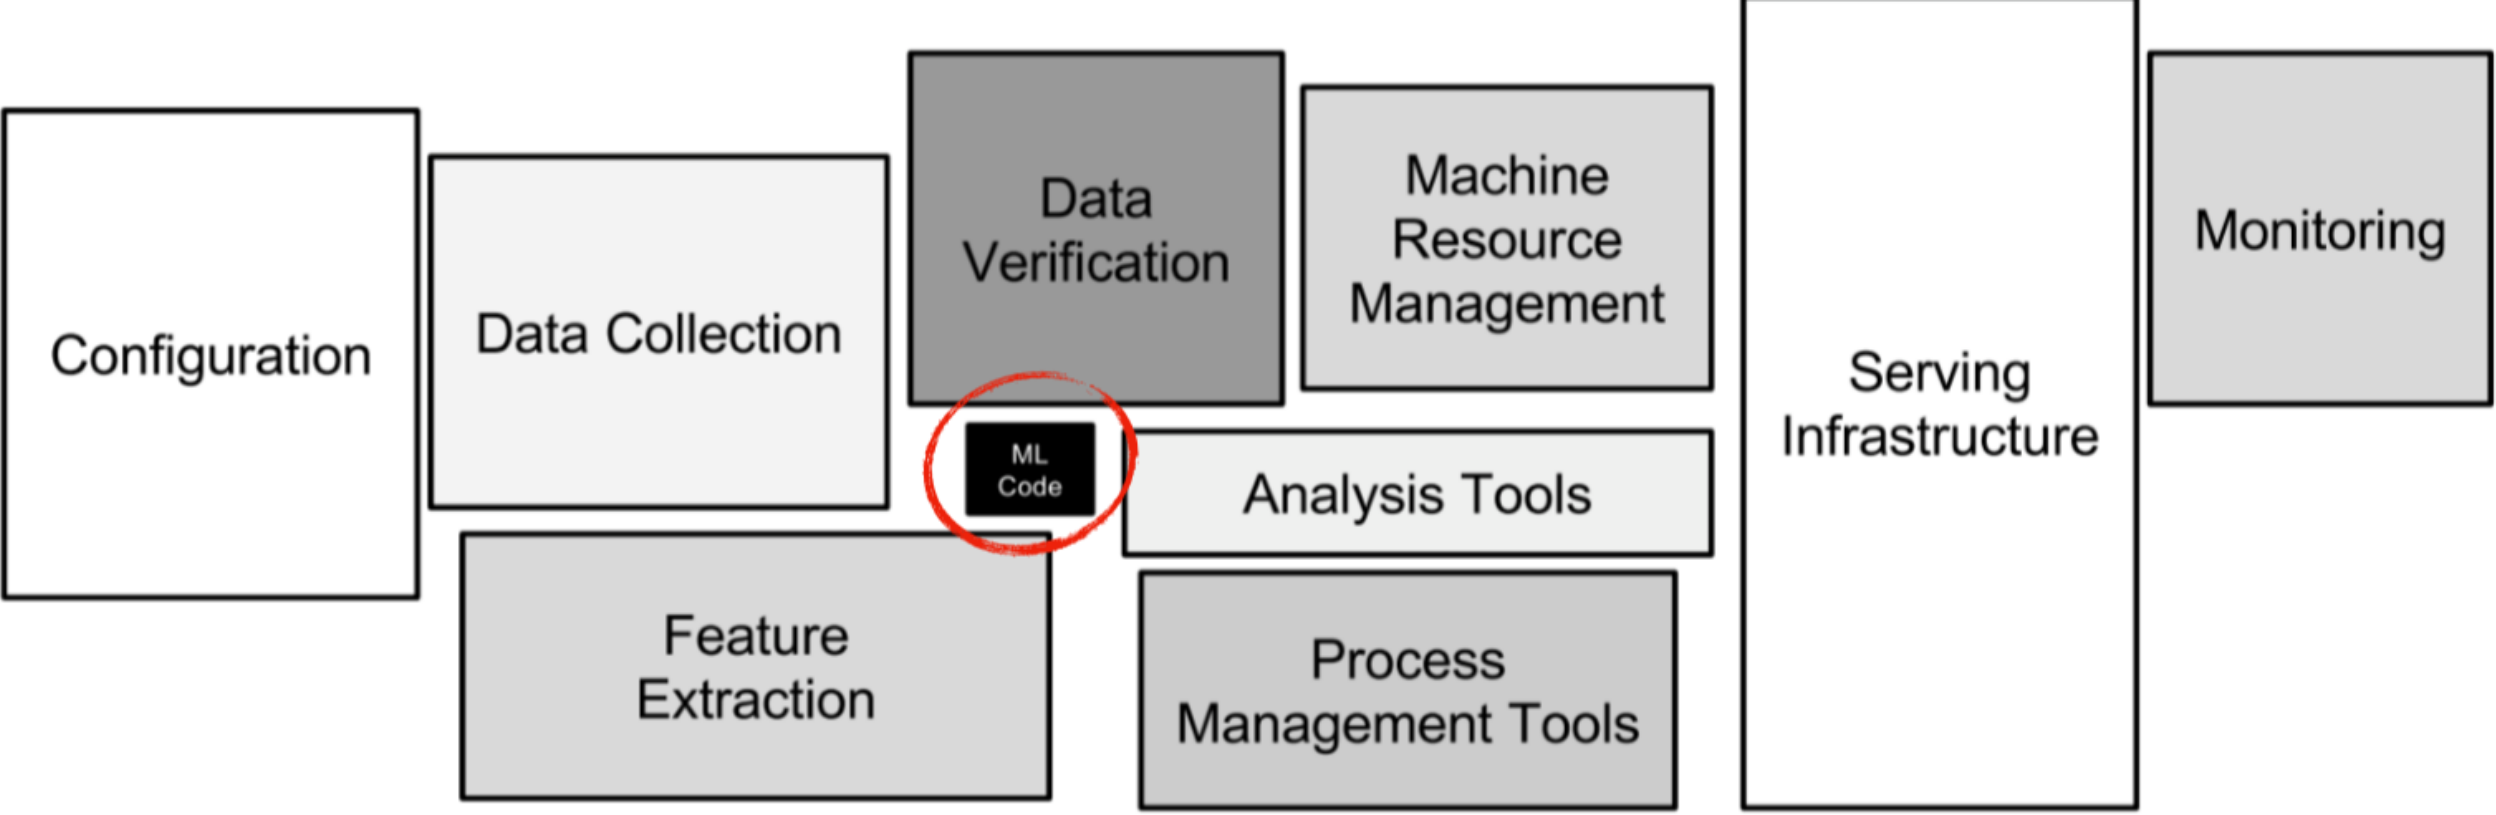 Configuration
Data Collection
Data
Verification
Machine
Resource
Management
ML
Code
Analysis Tools
Feature
Extraction
Process
Management Tools
Serving
Infrastructure
Monitoring